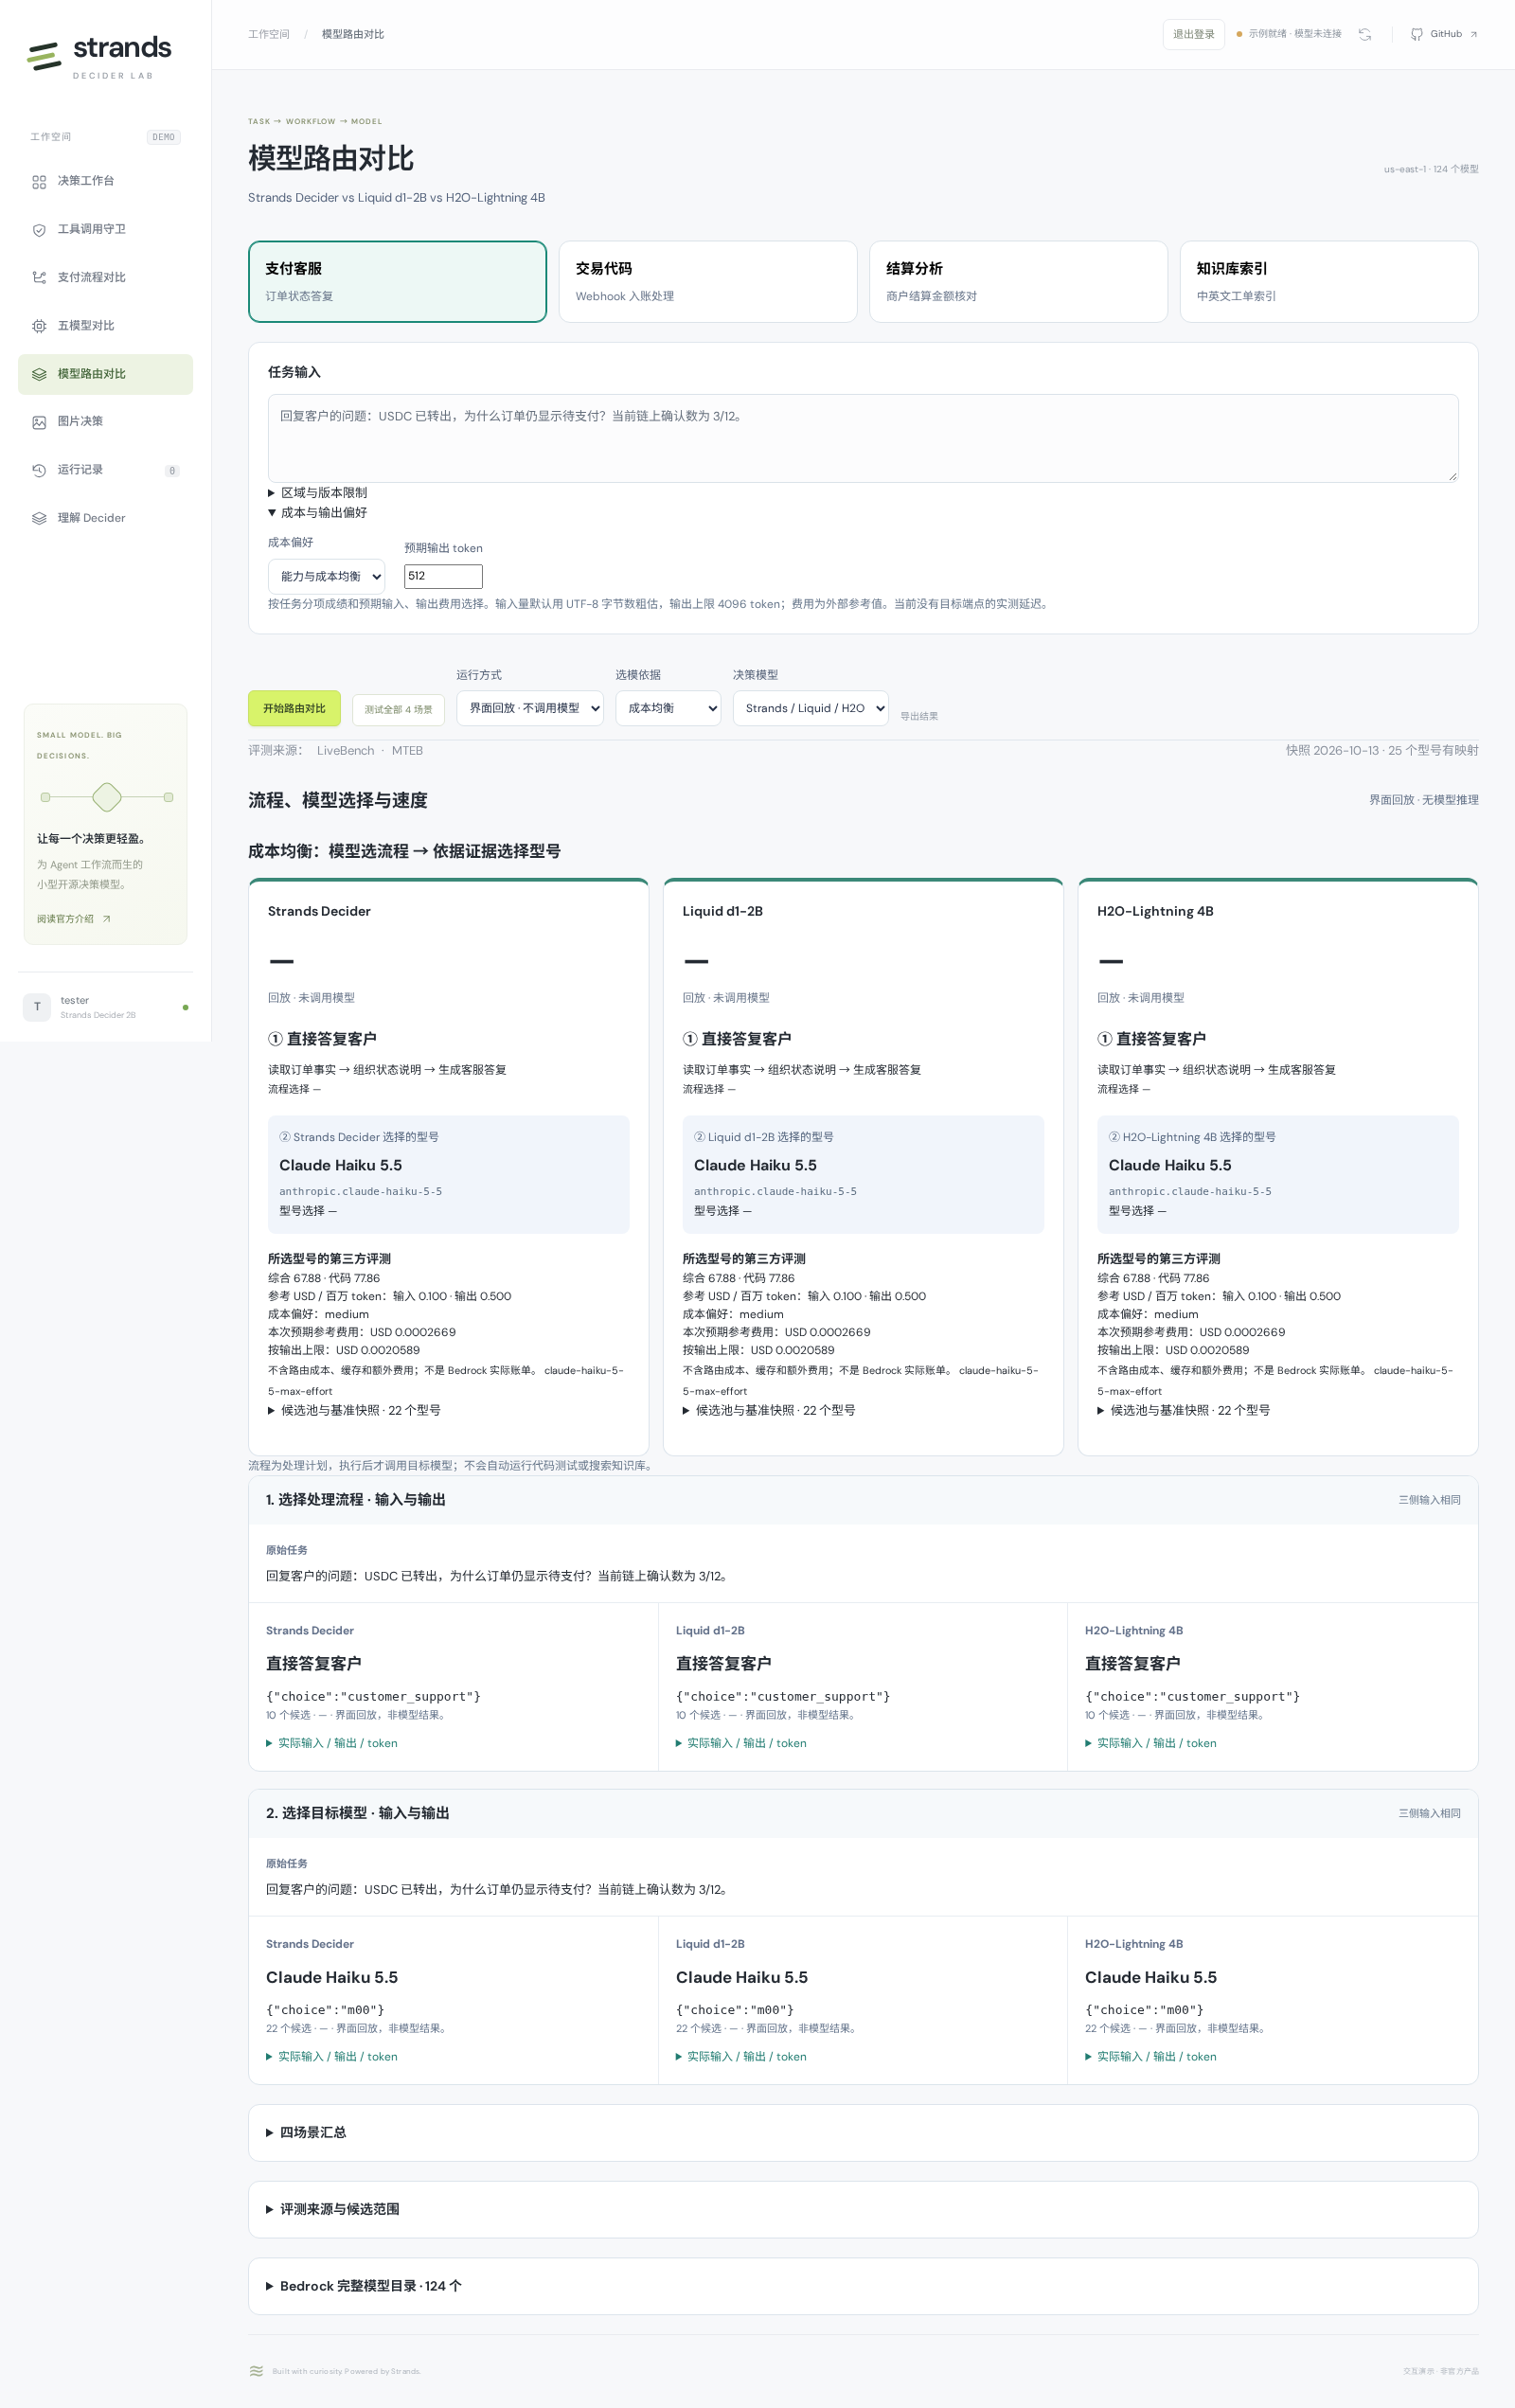 strands
DECIDER LAB
工作空间 DEMO
决策工作台
工具调用守卫
支付流程对比
五模型对比
模型路由对比
图片决策
运行记录 0
理解 Decider
SMALL MODEL. BIG
DECISIONS.
让每一个决策更轻盈。
为 Agent 工作流而生的
小型开源决策模型。
阅读官方介绍
T tester
Strands Decider 2B
工作空间 / 模型路由对比
退出登录 示例就绪 · 模型未连接 GitHub
TASK → WORKFLOW → MODEL
模型路由对比
us-east-1 · 124 个模型
Strands Decider vs Liquid d1-2B vs H2O-Lightning 4B
支付客服
订单状态答复
交易代码
Webhook 入账处理
结算分析
商户结算金额核对
知识库索引
中英文工单索引
任务输入
回复客户的问题：USDC 已转出，为什么订单仍显示待支付？当前链上确认数为 3/12。
区域与版本限制
成本与输出偏好
成本偏好 预期输出 token
能力与成本均衡 512
按任务分项成绩和预期输入、输出费用选择。输入量默认用 UTF-8 字节数粗估，输出上限 4096 token；费用为外部参考值。当前没有目标端点的实测延迟。
运行方式 选模依据 决策模型
开始路由对比 测试全部 4 场景 界面回放 · 不调用模型 成本均衡 Strands / Liquid / H2O 导出结果
评测来源： LiveBench · MTEB 快照 2026-10-13 · 25 个型号有映射
流程、模型选择与速度 界面回放 · 无模型推理
成本均衡：模型选流程 → 依据证据选择型号
Strands Decider
—
回放 · 未调用模型
① 直接答复客户
读取订单事实 → 组织状态说明 → 生成客服答复
流程选择 —
② Strands Decider 选择的型号
Claude Haiku 5.5
anthropic.claude-haiku-5-5
型号选择 —
所选型号的第三方评测
综合 67.88 · 代码 77.86
参考 USD / 百万 token：输入 0.100 · 输出 0.500
成本偏好：medium
本次预期参考费用：USD 0.0002669
按输出上限：USD 0.0020589
不含路由成本、缓存和额外费用；不是 Bedrock 实际账单。 claude-haiku-5-
5-max-effort
候选池与基准快照 · 22 个型号
Liquid d1-2B
—
回放 · 未调用模型
① 直接答复客户
读取订单事实 → 组织状态说明 → 生成客服答复
流程选择 —
② Liquid d1-2B 选择的型号
Claude Haiku 5.5
anthropic.claude-haiku-5-5
型号选择 —
所选型号的第三方评测
综合 67.88 · 代码 77.86
参考 USD / 百万 token：输入 0.100 · 输出 0.500
成本偏好：medium
本次预期参考费用：USD 0.0002669
按输出上限：USD 0.0020589
不含路由成本、缓存和额外费用；不是 Bedrock 实际账单。 claude-haiku-5-
5-max-effort
候选池与基准快照 · 22 个型号
H2O-Lightning 4B
—
回放 · 未调用模型
① 直接答复客户
读取订单事实 → 组织状态说明 → 生成客服答复
流程选择 —
② H2O-Lightning 4B 选择的型号
Claude Haiku 5.5
anthropic.claude-haiku-5-5
型号选择 —
所选型号的第三方评测
综合 67.88 · 代码 77.86
参考 USD / 百万 token：输入 0.100 · 输出 0.500
成本偏好：medium
本次预期参考费用：USD 0.0002669
按输出上限：USD 0.0020589
不含路由成本、缓存和额外费用；不是 Bedrock 实际账单。 claude-haiku-5-
5-max-effort
候选池与基准快照 · 22 个型号
流程为处理计划，执行后才调用目标模型；不会自动运行代码测试或搜索知识库。
1. 选择处理流程 · 输入与输出 三侧输入相同
原始任务
回复客户的问题：USDC 已转出，为什么订单仍显示待支付？当前链上确认数为 3/12。
Strands Decider
直接答复客户
{"choice":"customer_support"}
10 个候选 · — · 界面回放，非模型结果。
实际输入 / 输出 / token
Liquid d1-2B
直接答复客户
{"choice":"customer_support"}
10 个候选 · — · 界面回放，非模型结果。
实际输入 / 输出 / token
H2O-Lightning 4B
直接答复客户
{"choice":"customer_support"}
10 个候选 · — · 界面回放，非模型结果。
实际输入 / 输出 / token
2. 选择目标模型 · 输入与输出 三侧输入相同
原始任务
回复客户的问题：USDC 已转出，为什么订单仍显示待支付？当前链上确认数为 3/12。
Strands Decider
Claude Haiku 5.5
{"choice":"m00"}
22 个候选 · — · 界面回放，非模型结果。
实际输入 / 输出 / token
Liquid d1-2B
Claude Haiku 5.5
{"choice":"m00"}
22 个候选 · — · 界面回放，非模型结果。
实际输入 / 输出 / token
H2O-Lightning 4B
Claude Haiku 5.5
{"choice":"m00"}
22 个候选 · — · 界面回放，非模型结果。
实际输入 / 输出 / token
四场景汇总
评测来源与候选范围
Bedrock 完整模型目录 · 124 个
Built with curiosity. Powered by Strands. 交互演示 · 非官方产品